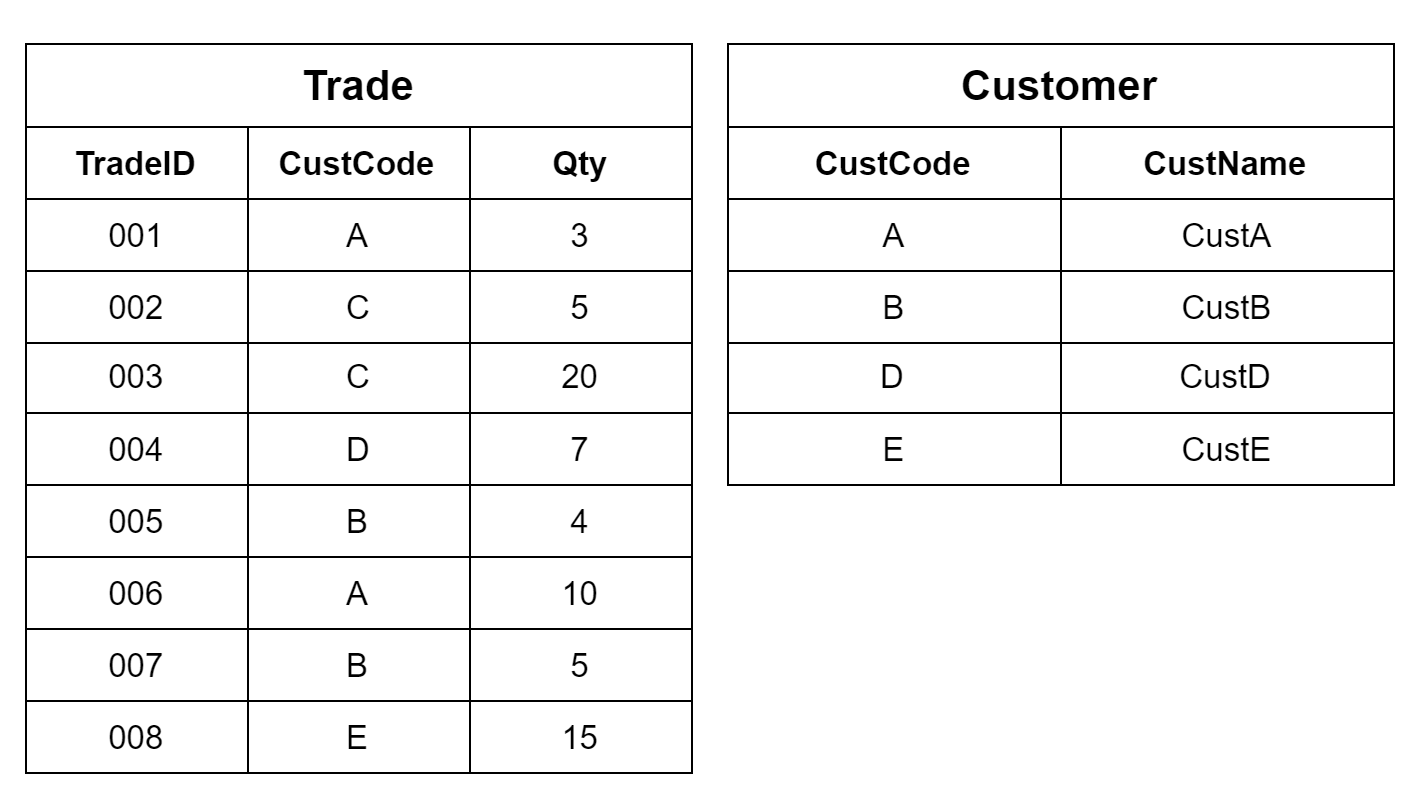 Trade
TradeID CustCode Qty
001 A 3
002 C 5
003 C 20
004 D 7
005 B 4
006 A 10
007 B 5
008 E 15
Customer
CustCode CustName
A CustA
B CustB
D CustD
E CustE